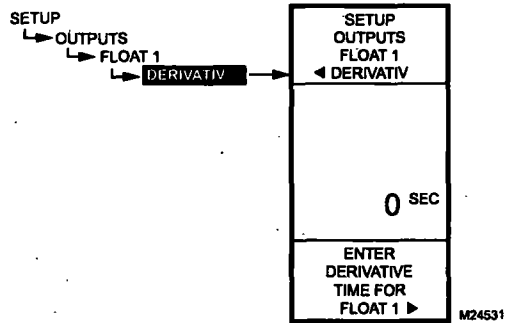 SETUP
OUTPUTS
FLOAT 1
DERIVATIV
SETUP
OUTPUTS
FLOAT 1
◄ DERIVATIV
0 SEC
ENTER
DERIVATIVE
TIME FOR
FLOAT 1 ►
M24531